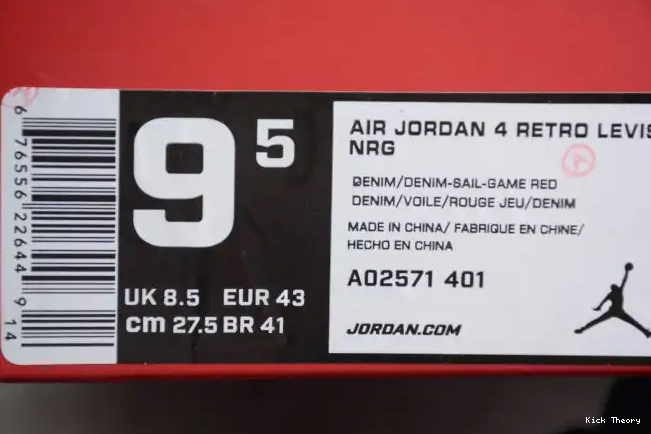 6 76556 22644 9 14
9 5
UK 8.5 EUR 43
cm 27.5 BR 41
AIR JORDAN 4 RETRO LEVIS
NRG
DENIM/DENIM-SAIL-GAME RED
DENIM/VOILE/ROUGE JEU/DENIM
MADE IN CHINA/ FABRIQUE EN CHINE/
HECHO EN CHINA
AO2571 401
JORDAN.COM
Kick Theory